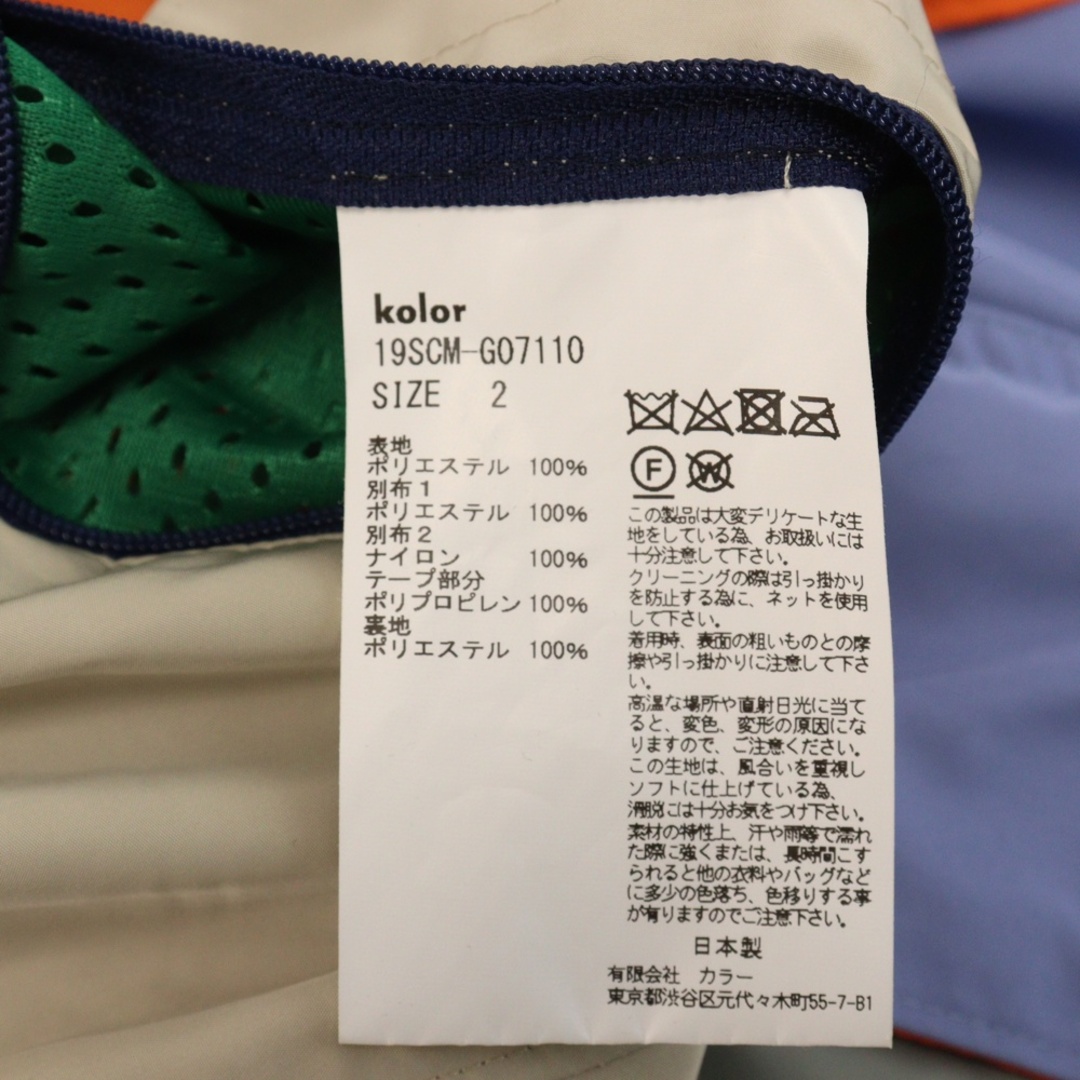 kolor
19SCM-G07110
SIZE 2
表地
ポリエステル 100%
別布1
ポリエステル 100%
別布2
ナイロン 100%
テープ部分
ポリプロピレン 100%
裏地
ポリエステル 100%
F W
この製品は大変デリケートな生
地をしている為、お取扱いには
十分注意して下さい。
クリーニングの際は引っ掛かり
を防止する為に、ネットを使用
して下さい。
着用時、表面の粗いものとの摩
擦や引っ掛かりに注意して下さ
い。
高温な場所や直射日光に当て
ると、変色、変形の原因にな
りますので、ご注意ください。
この生地は、風合いを重視し
ソフトに仕上げている為、
滑脱には十分お気をつけ下さい。
素材の特性上、汗や雨等で濡れ
た際に強くまたは、長時間こす
られると他の衣料やバッグなど
に多少の色落ち、色移りする事
が有りますのでご注意下さい。
日本製
有限会社 カラー
東京都渋谷区元代々木町55-7-B1